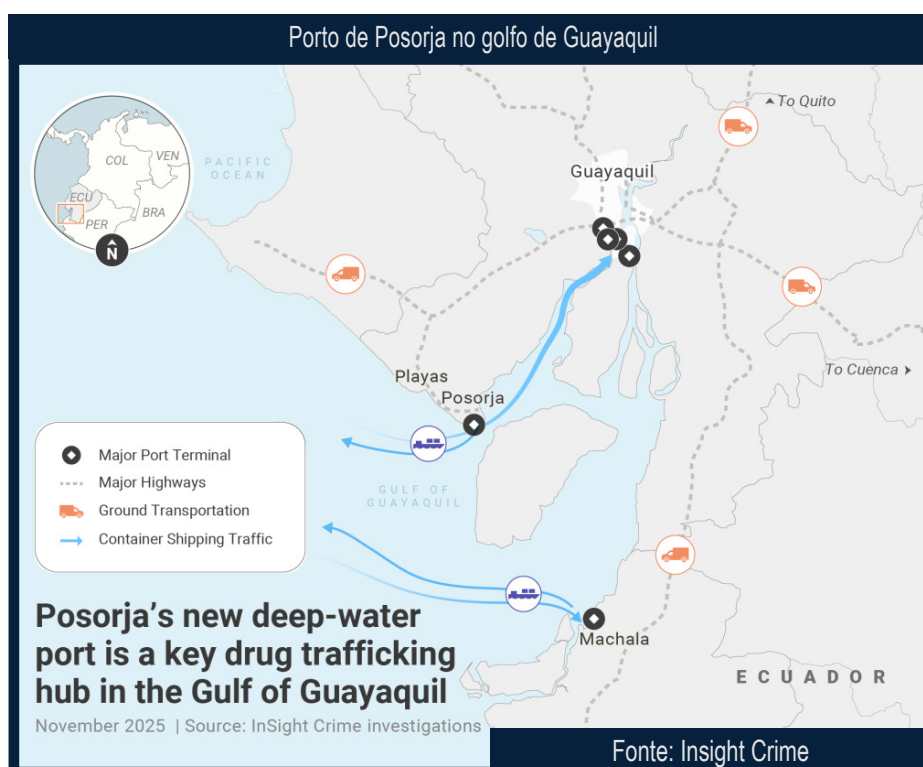 Porto de Posorja no golfo de Guayaquil
To Quito
COL
VEN
ECU
PER
BRA
N
PACIFIC
OCEAN
Guayaquil
To Cuenca
Playas
Posorja
GULF OF
GUAYAQUIL
Major Port Terminal
Major Highways
Ground Transportation
Container Shipping Traffic
Machala
ECUADOR
Posorja's new deep-water
port is a key drug trafficking
hub in the Gulf of Guayaquil
November 2025 | Source: InSight Crime investigations
Fonte: Insight Crime